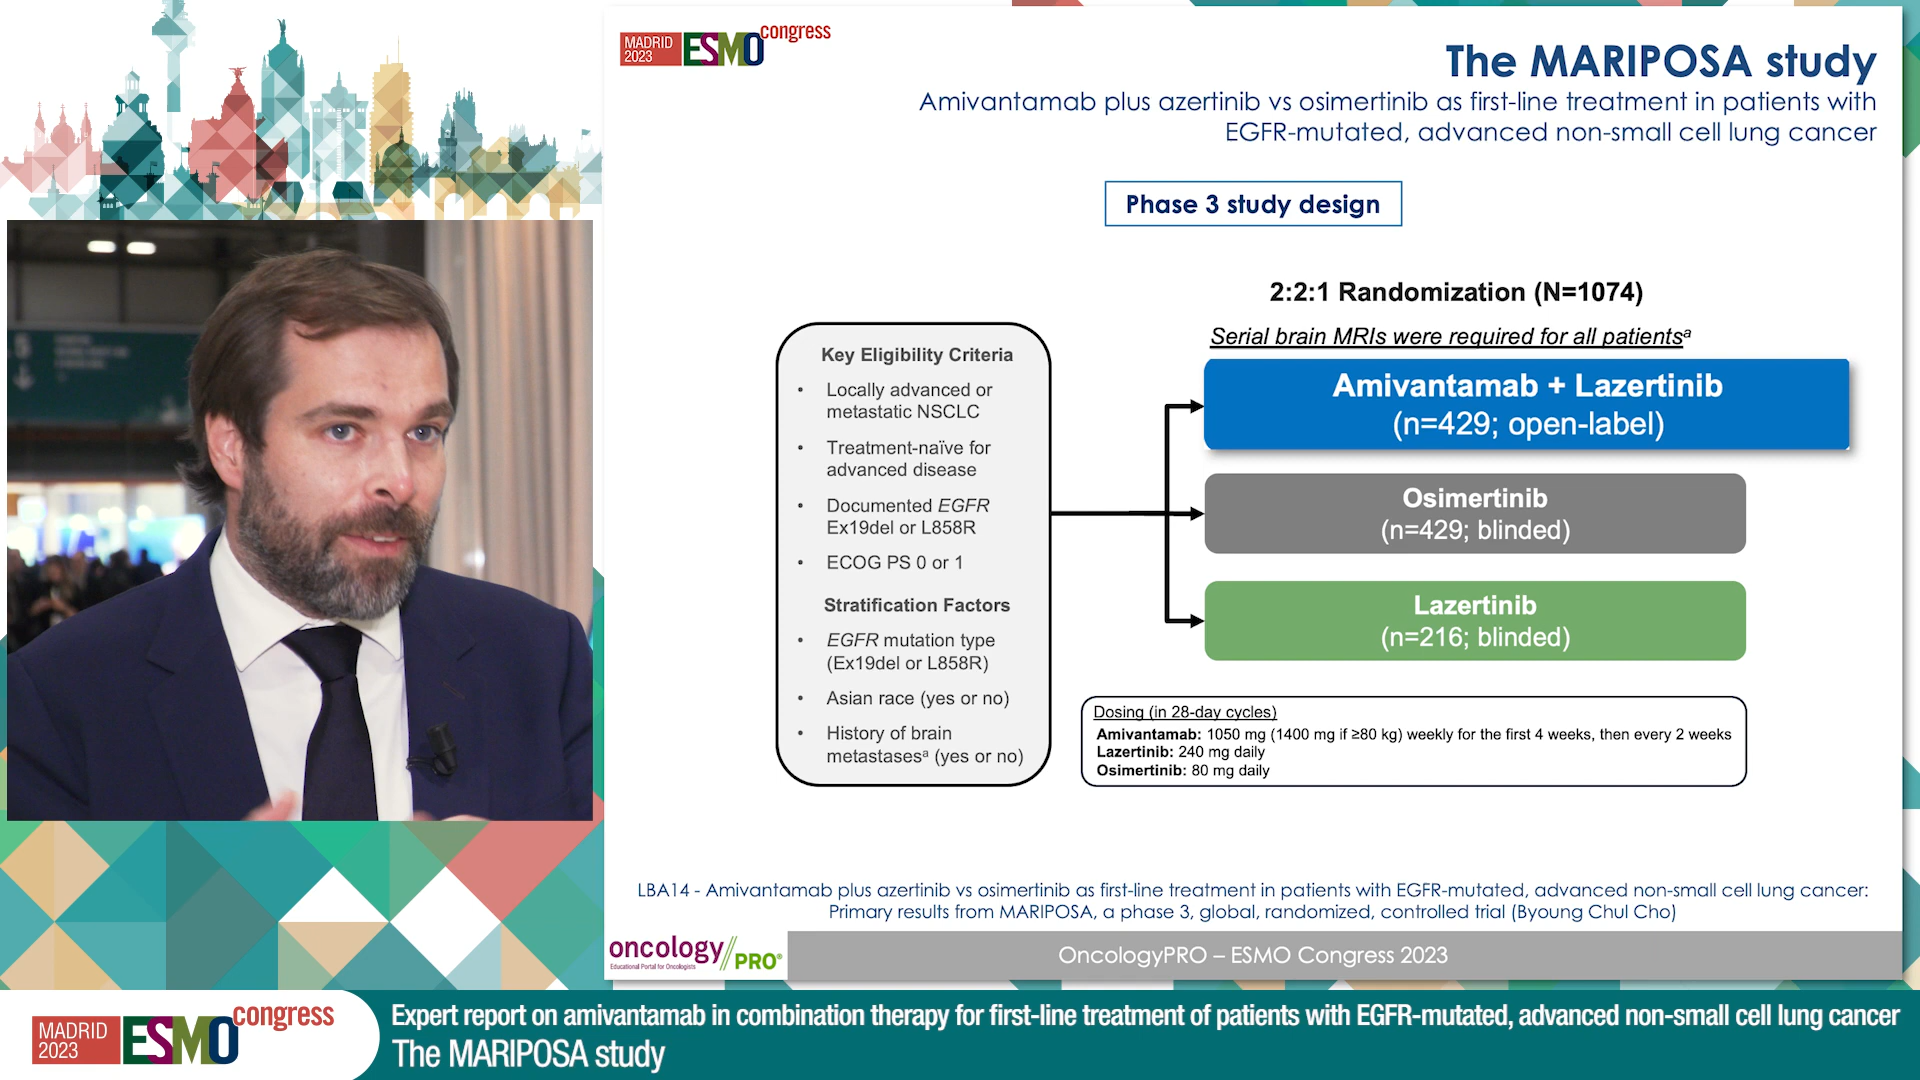 MADRID
2023
ESMO
congress
The MARIPOSA study
Amivantamab plus azertinib vs osimertinib as first-line treatment in patients with
EGFR-mutated, advanced non-small cell lung cancer
Phase 3 study design
2:2:1 Randomization (N=1074)
Serial brain MRIs were required for all patientsᵃ
Key Eligibility Criteria
• Locally advanced or
metastatic NSCLC
• Treatment-naïve for
advanced disease
• Documented EGFR
Ex19del or L858R
• ECOG PS 0 or 1
Stratification Factors
• EGFR mutation type
(Ex19del or L858R)
• Asian race (yes or no)
• History of brain
metastasesᵃ (yes or no)
Amivantamab + Lazertinib
(n=429; open-label)
Osimertinib
(n=429; blinded)
Lazertinib
(n=216; blinded)
Dosing (in 28-day cycles)
Amivantamab: 1050 mg (1400 mg if ≥80 kg) weekly for the first 4 weeks, then every 2 weeks
Lazertinib: 240 mg daily
Osimertinib: 80 mg daily
LBA14 - Amivantamab plus azertinib vs osimertinib as first-line treatment in patients with EGFR-mutated, advanced non-small cell lung cancer:
Primary results from MARIPOSA, a phase 3, global, randomized, controlled trial (Byoung Chul Cho)
oncology//PRO®
Educational Portal for Oncologists
OncologyPRO – ESMO Congress 2023
MADRID
2023
ESMO
congress
Expert report on amivantamab in combination therapy for first-line treatment of patients with EGFR-mutated, advanced non-small cell lung cancer
The MARIPOSA study